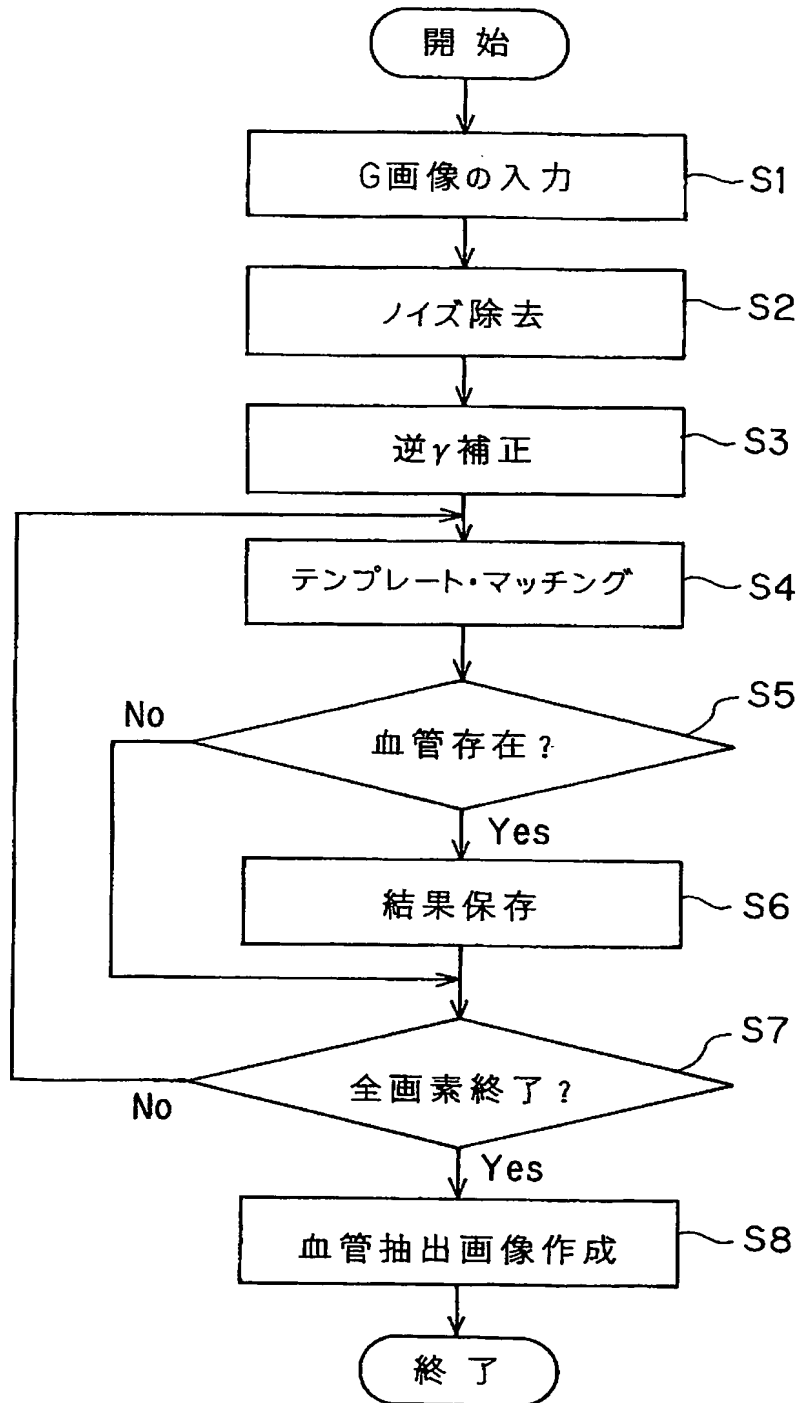 開始
G画像の入力
S1
ノイズ除去
S2
逆γ補正
S3
テンプレート・マッチング
S4
血管存在?
S5
No
Yes
結果保存
S6
全画素終了?
S7
No
Yes
血管抽出画像作成
S8
終了